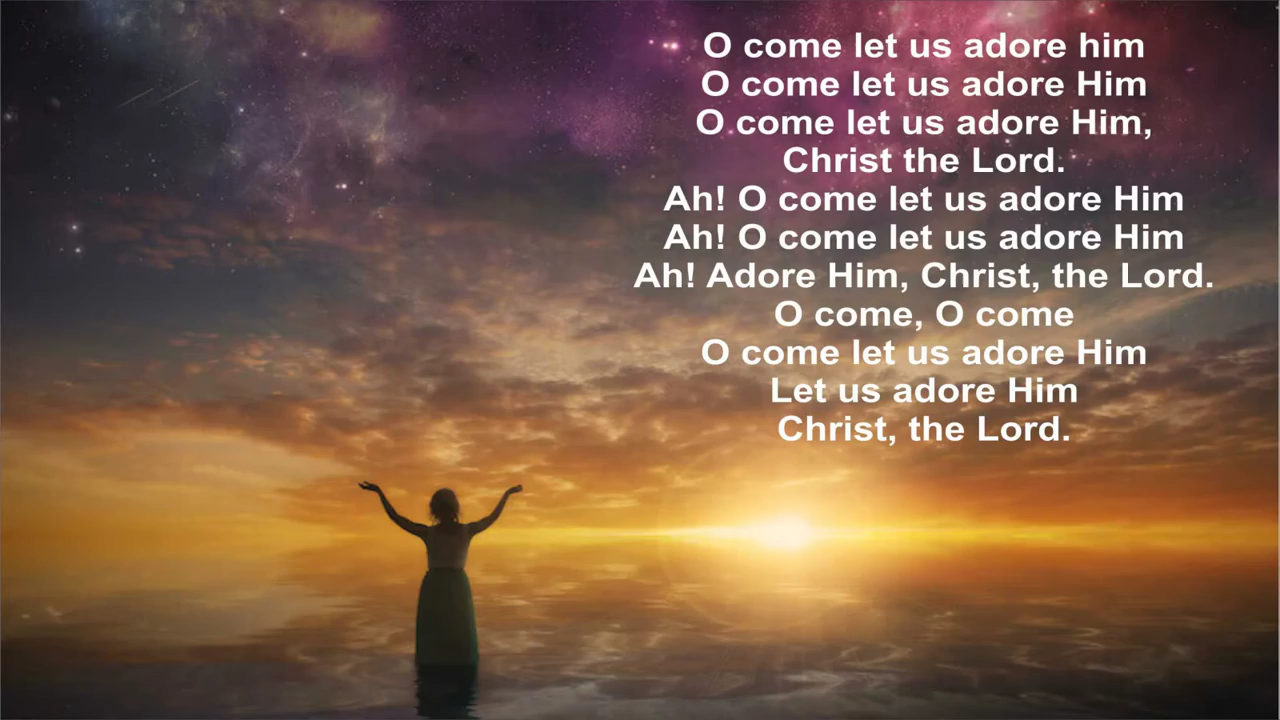 O come let us adore him
O come let us adore Him
O come let us adore Him,
Christ the Lord.
Ah! O come let us adore Him
Ah! O come let us adore Him
Ah! Adore Him, Christ, the Lord.
O come, O come
O come let us adore Him
Let us adore Him
Christ, the Lord.